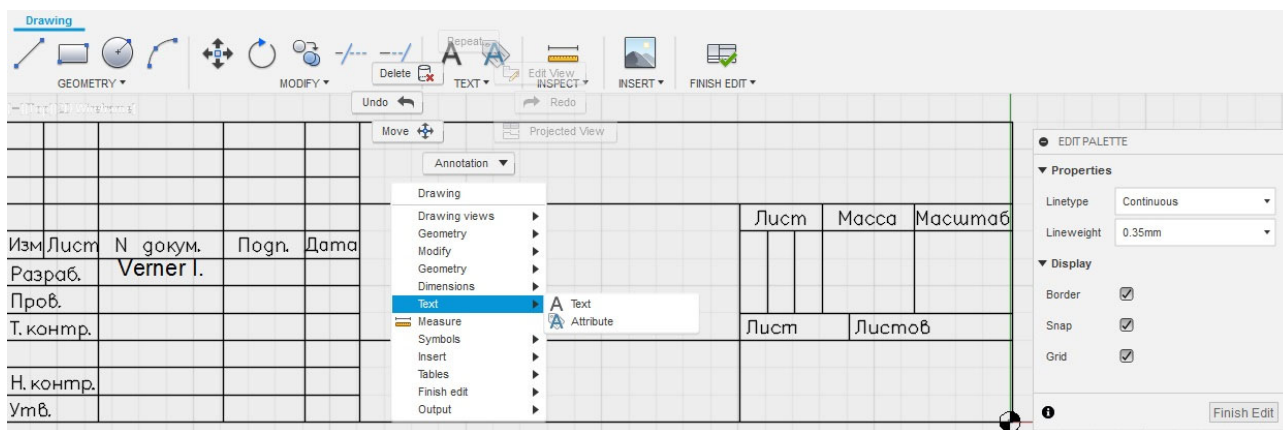 Drawing
Repeat...
Delete
Edit View
GEOMETRY ▾ MODIFY ▾ TEXT ▾ INSPECT ▾ INSERT ▾ FINISH EDIT ▾
Undo Redo
Move Projected View
EDIT PALETTE
Annotation ▼
Properties
Drawing
Linetype Continuous
Drawing views
Лист Масса Масштаб
Geometry
Lineweight 0.35mm
Изм Лист N докум. Подп. Дата
Modify
Разраб. Verner I.
Geometry
Display
Dimensions
Border
Пров.
Text
Text
Measure
Attribute
Т. контр.
Лист Листов
Snap
Symbols
Insert
Grid
Tables
Н. контр.
Finish edit
Утв.
Output
Finish Edit